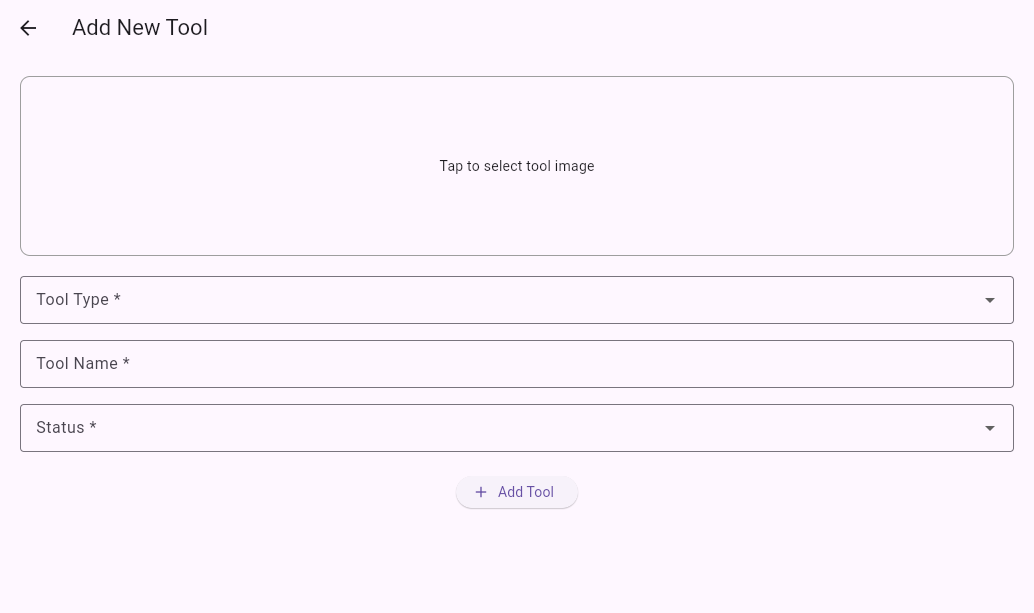 Add New Tool
Tap to select tool image
Tool Type *
Tool Name *
Status *
Add Tool